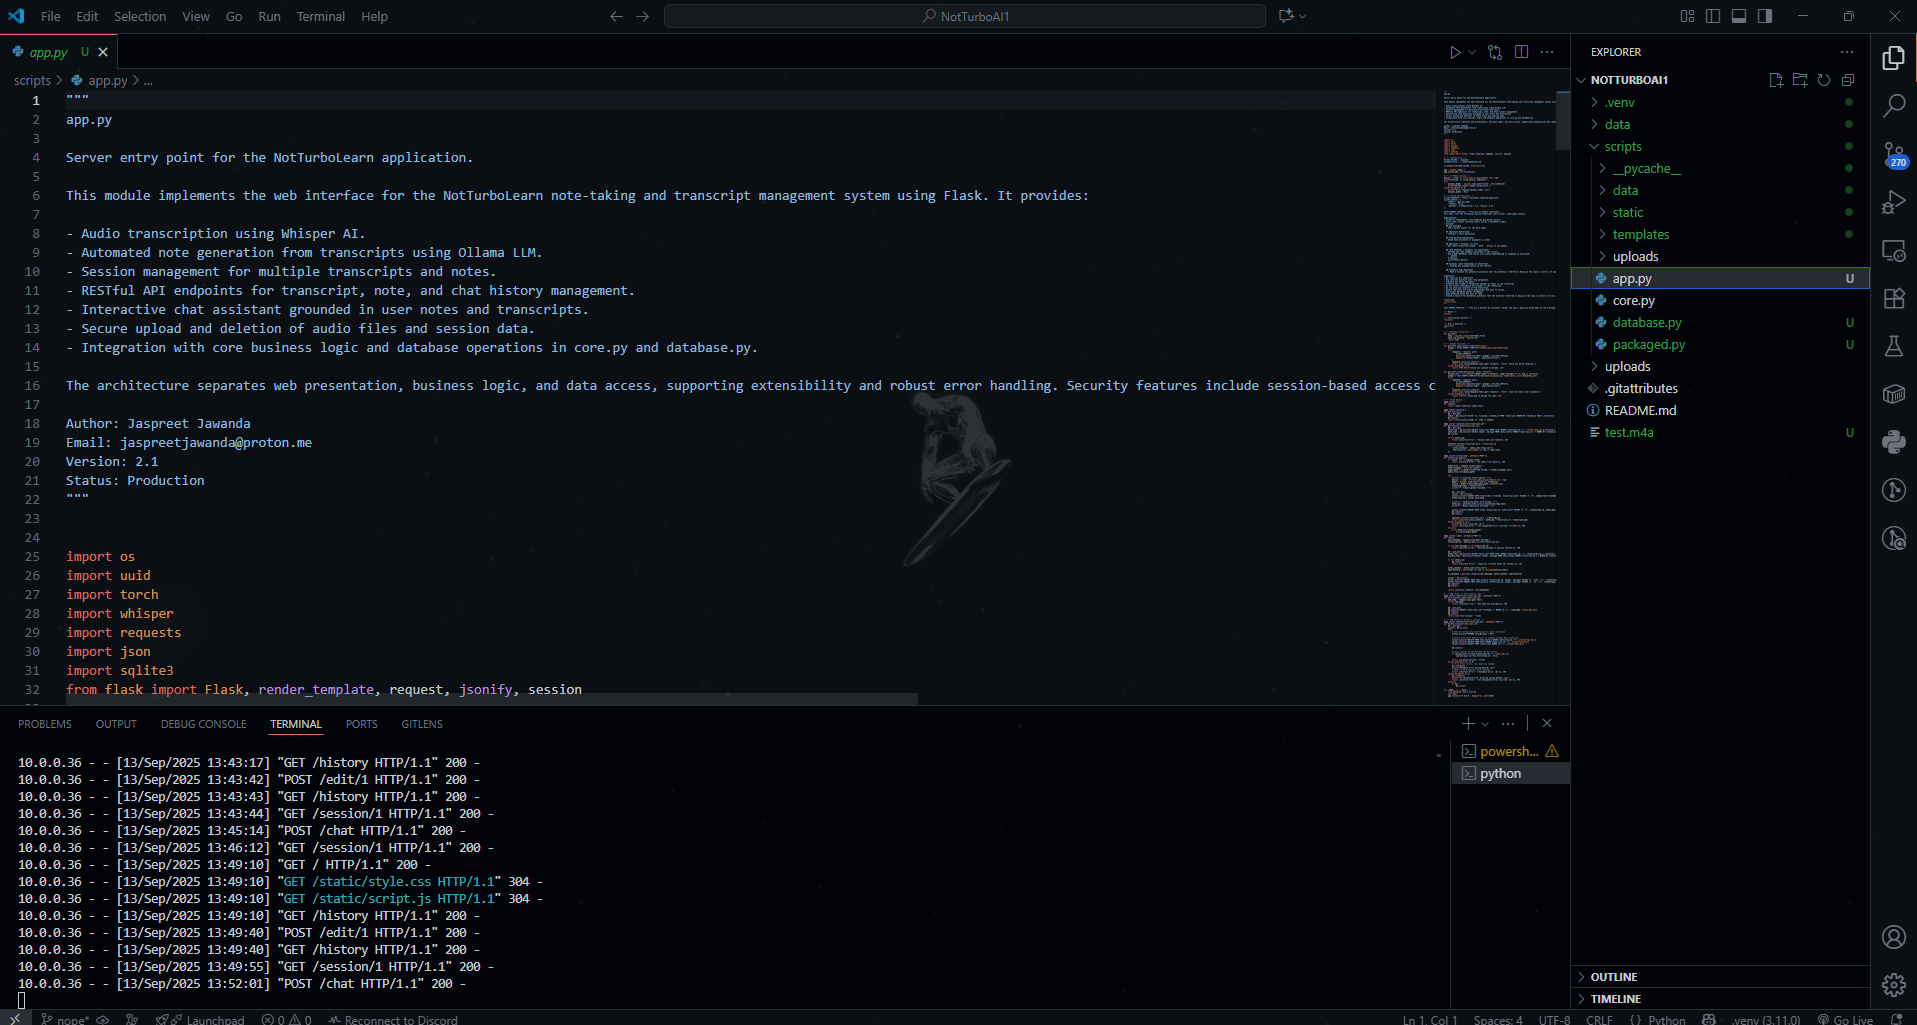 File Edit Selection View Go Run Terminal Help
NotTurboAI1
app.py U
scripts > app.py > ...
1 """
2 app.py
3
4 Server entry point for the NotTurboLearn application.
5
6 This module implements the web interface for the NotTurboLearn note-taking and transcript management system using Flask. It provides:
7
8 - Audio transcription using Whisper AI.
9 - Automated note generation from transcripts using Ollama LLM.
10 - Session management for multiple transcripts and notes.
11 - RESTful API endpoints for transcript, note, and chat history management.
12 - Interactive chat assistant grounded in user notes and transcripts.
13 - Secure upload and deletion of audio files and session data.
14 - Integration with core business logic and database operations in core.py and database.py.
15
16 The architecture separates web presentation, business logic, and data access, supporting extensibility and robust error handling. Security features include session-based access c
17
18 Author: Jaspreet Jawanda
19 Email: jaspreetjawanda@proton.me
20 Version: 2.1
21 Status: Production
22 """
23
24
25 import os
26 import uuid
27 import torch
28 import whisper
29 import requests
30 import json
31 import sqlite3
32 from flask import Flask, render_template, request, jsonify, session
PROBLEMS OUTPUT DEBUG CONSOLE TERMINAL PORTS GITLENS
10.0.0.36 - - [13/Sep/2025 13:43:17] "GET /history HTTP/1.1" 200 -
10.0.0.36 - - [13/Sep/2025 13:43:42] "POST /edit/1 HTTP/1.1" 200 -
10.0.0.36 - - [13/Sep/2025 13:43:43] "GET /history HTTP/1.1" 200 -
10.0.0.36 - - [13/Sep/2025 13:43:44] "GET /session/1 HTTP/1.1" 200 -
10.0.0.36 - - [13/Sep/2025 13:45:14] "POST /chat HTTP/1.1" 200 -
10.0.0.36 - - [13/Sep/2025 13:46:12] "GET /session/1 HTTP/1.1" 200 -
10.0.0.36 - - [13/Sep/2025 13:49:10] "GET / HTTP/1.1" 200 -
10.0.0.36 - - [13/Sep/2025 13:49:10] "GET /static/style.css HTTP/1.1" 304 -
10.0.0.36 - - [13/Sep/2025 13:49:10] "GET /static/script.js HTTP/1.1" 304 -
10.0.0.36 - - [13/Sep/2025 13:49:10] "GET /history HTTP/1.1" 200 -
10.0.0.36 - - [13/Sep/2025 13:49:40] "POST /edit/1 HTTP/1.1" 200 -
10.0.0.36 - - [13/Sep/2025 13:49:40] "GET /history HTTP/1.1" 200 -
10.0.0.36 - - [13/Sep/2025 13:49:55] "GET /session/1 HTTP/1.1" 200 -
10.0.0.36 - - [13/Sep/2025 13:52:01] "POST /chat HTTP/1.1" 200 -
powersh...
python
EXPLORER
NOTTURBOAI1
.venv
data
scripts
__pycache__
data
static
templates
uploads
app.py U
core.py
database.py U
packaged.py U
uploads
.gitattributes
README.md
test.m4a U
OUTLINE
TIMELINE
270
nope* Launchpad 0 0 Reconnect to Discord
Ln 1, Col 1 Spaces: 4 UTF-8 CRLF {} Python .venv (3.11.0) Go Live